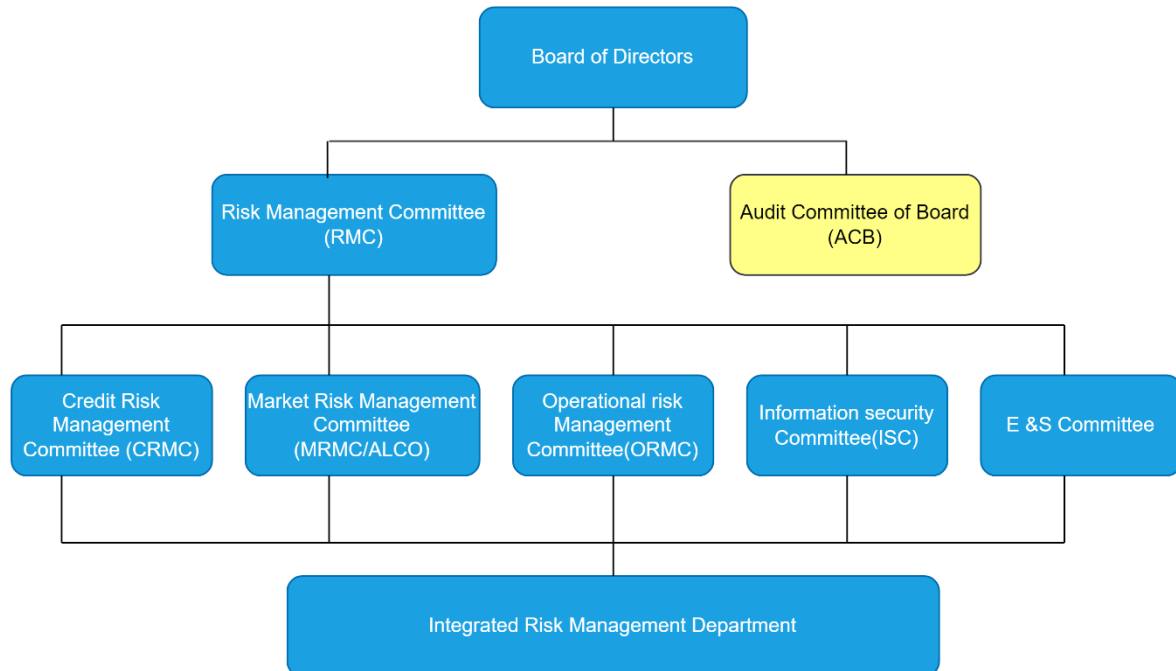 Board of Directors
Risk Management Committee
(RMC)
Audit Committee of Board
(ACB)
Credit Risk
Management
Committee (CRMC)
Market Risk Management
Committee
(MRMC/ALCO)
Operational risk
Management
Committee(ORMC)
Information security
Committee(ISC)
E &S Committee
Integrated Risk Management Department